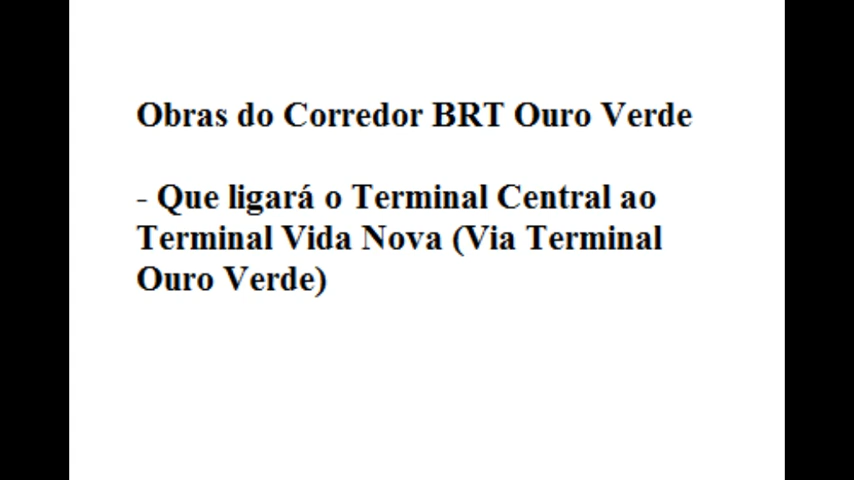 Obras do Corredor BRT Ouro Verde
- Que ligará o Terminal Central ao
Terminal Vida Nova (Via Terminal
Ouro Verde)